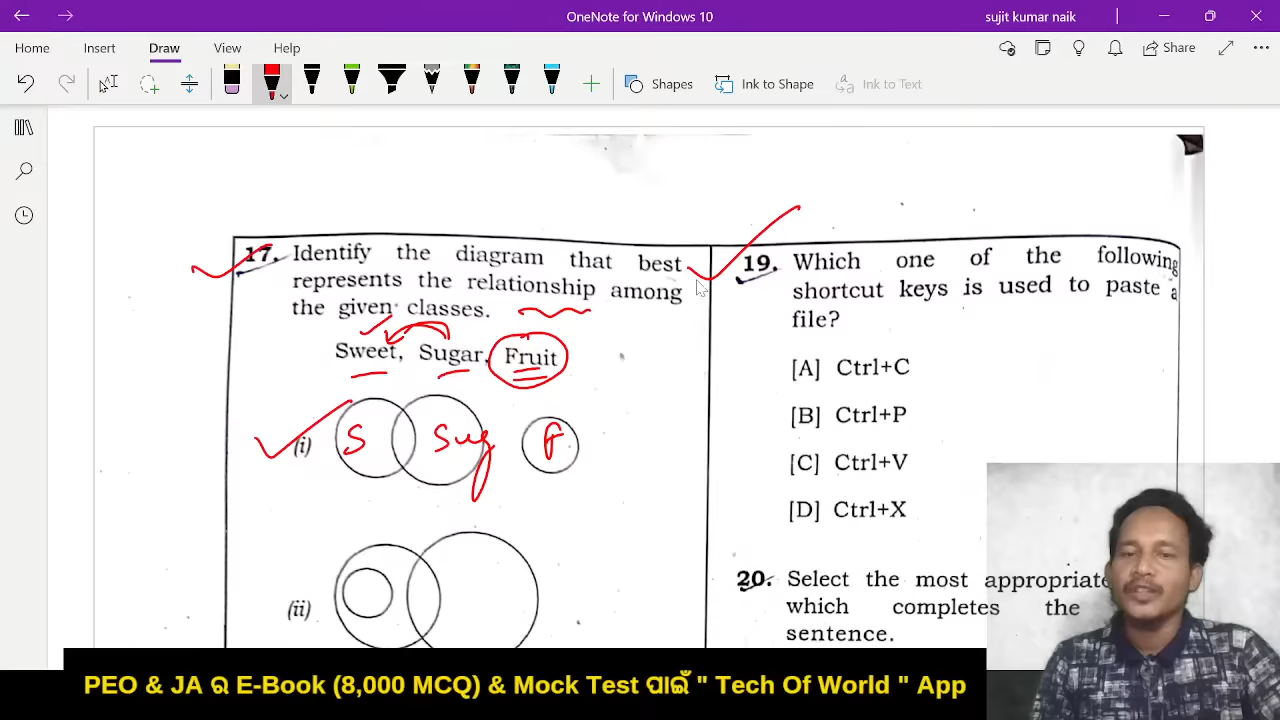 OneNote for Windows 10
sujit kumar naik
Home
Insert
Draw
View
Help
Share
Shapes
Ink to Shape
Ink to Text
17. Identify the diagram that best
represents the relationship among
the given classes.
Sweet, Sugar, Fruit
(i) S Sug F
(ii)
19. Which one of the following
shortcut keys is used to paste a
file?
[A] Ctrl+C
[B] Ctrl+P
[C] Ctrl+V
[D] Ctrl+X
20. Select the most appropriate
which completes the
sentence.
PEO & JA ର E-Book (8,000 MCQ) & Mock Test ପାଇଁ " Tech Of World " App